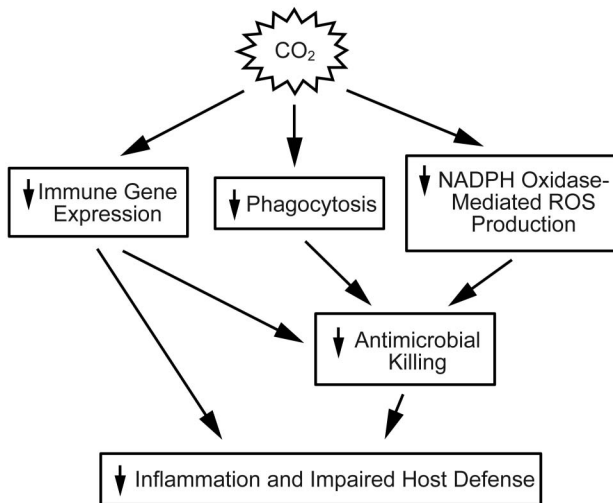 CO₂
↓ Immune Gene
Expression
↓ Phagocytosis
↓ NADPH Oxidase-
Mediated ROS
Production
↓ Antimicrobial
Killing
↓ Inflammation and Impaired Host Defense